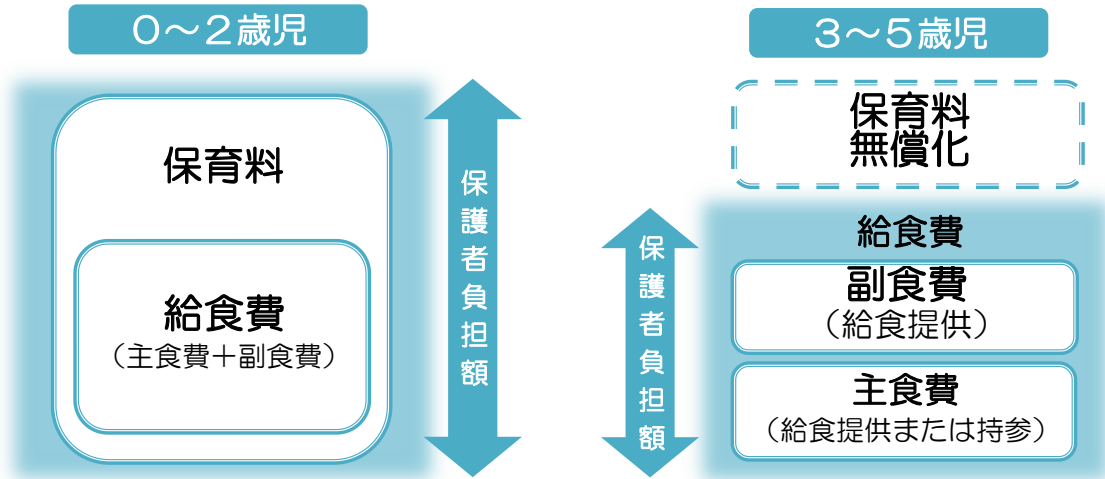 0～2歳児
保育料
給食費
（主食費＋副食費）
保護者負担額
3～5歳児
保育料
無償化
保護者負担額
給食費
副食費
（給食提供）
主食費
（給食提供または持参）